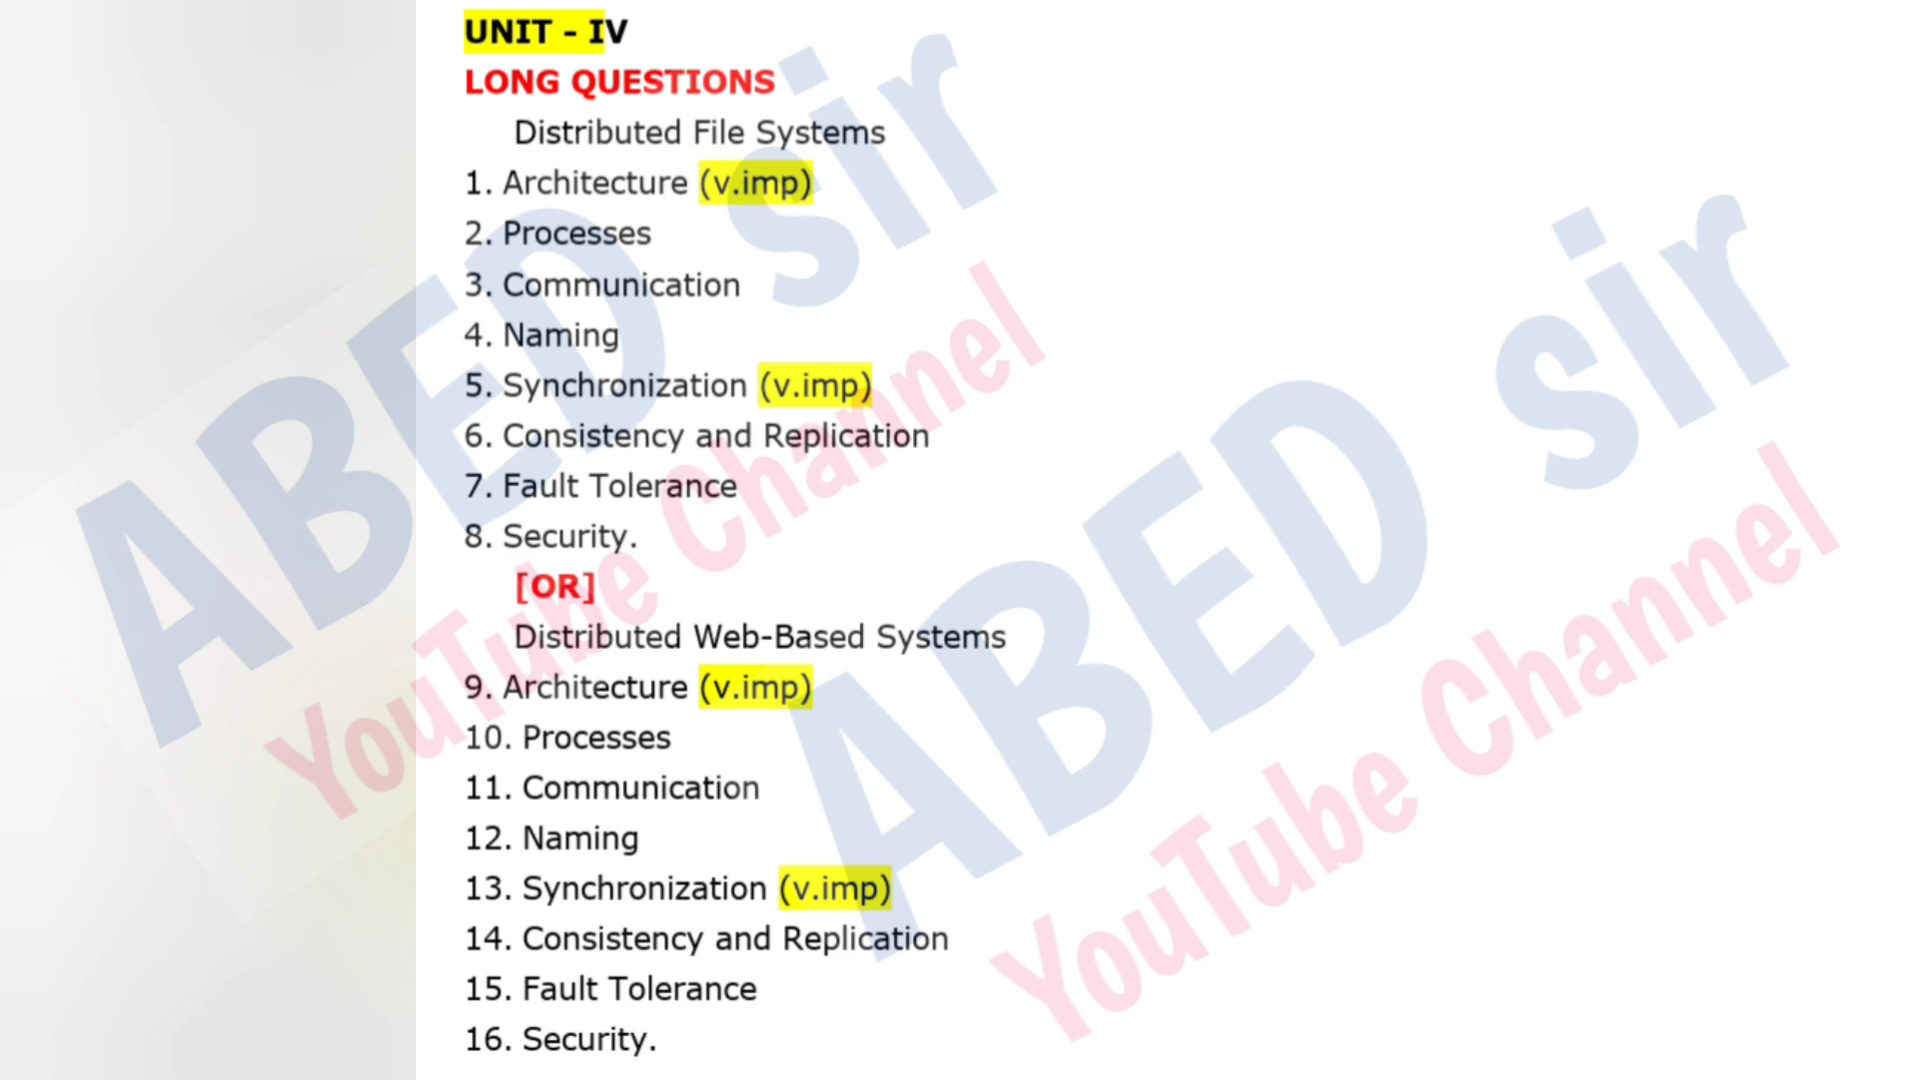 UNIT - IV
LONG QUESTIONS
Distributed File Systems
1. Architecture (v.imp)
2. Processes
3. Communication
4. Naming
5. Synchronization (v.imp)
6. Consistency and Replication
7. Fault Tolerance
8. Security.
[OR]
Distributed Web-Based Systems
9. Architecture (v.imp)
10. Processes
11. Communication
12. Naming
13. Synchronization (v.imp)
14. Consistency and Replication
15. Fault Tolerance
16. Security.
ABED sir
YouTube Channel
ABED sir
YouTube Channel